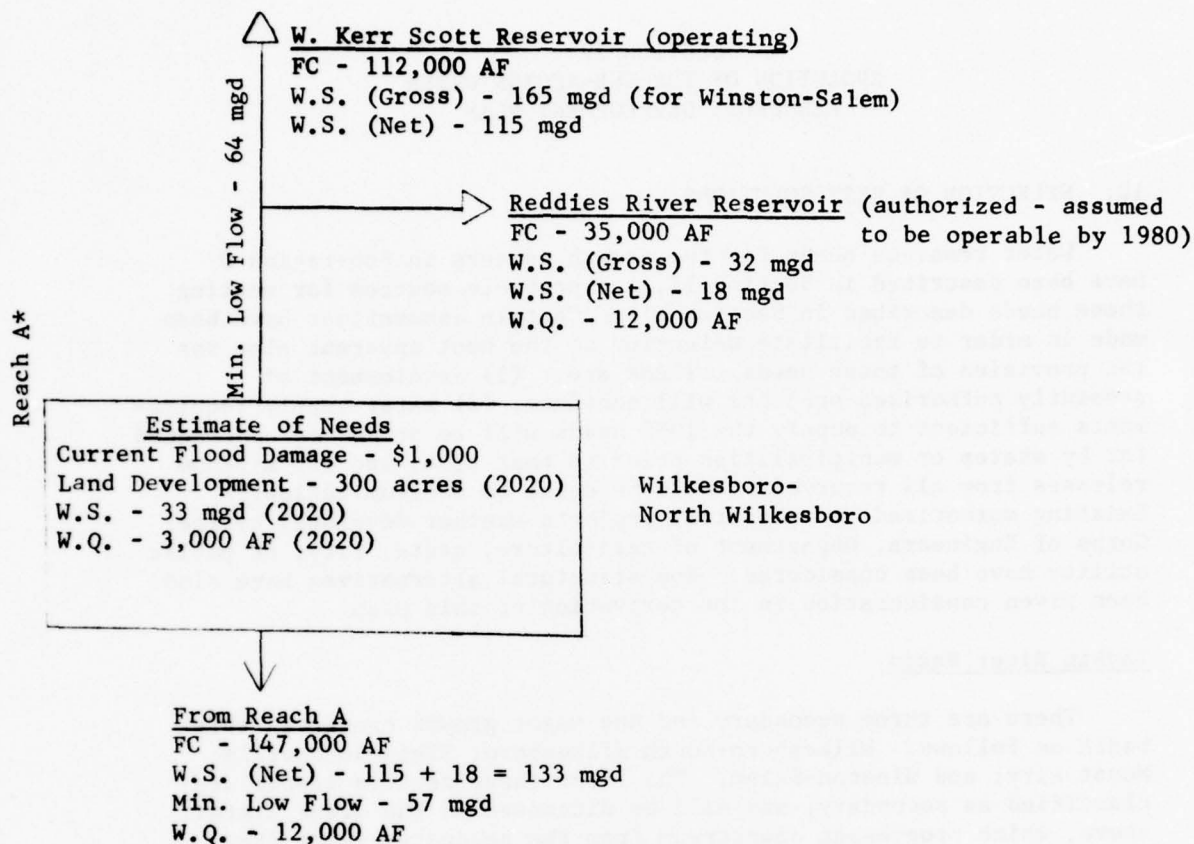 W. Kerr Scott Reservoir (operating)
FC - 112,000 AF
W.S. (Gross) - 165 mgd (for Winston-Salem)
W.S. (Net) - 115 mgd
Min. Low Flow - 64 mgd
Reddies River Reservoir (authorized - assumed
to be operable by 1980)
FC - 35,000 AF
W.S. (Gross) - 32 mgd
W.S. (Net) - 18 mgd
W.Q. - 12,000 AF
Reach A*
Estimate of Needs
Current Flood Damage - $1,000
Land Development - 300 acres (2020)
W.S. - 33 mgd (2020)
W.Q. - 3,000 AF (2020)
Wilkesboro-
North Wilkesboro
From Reach A
FC - 147,000 AF
W.S. (Net) - 115 + 18 = 133 mgd
Min. Low Flow - 57 mgd
W.Q. - 12,000 AF